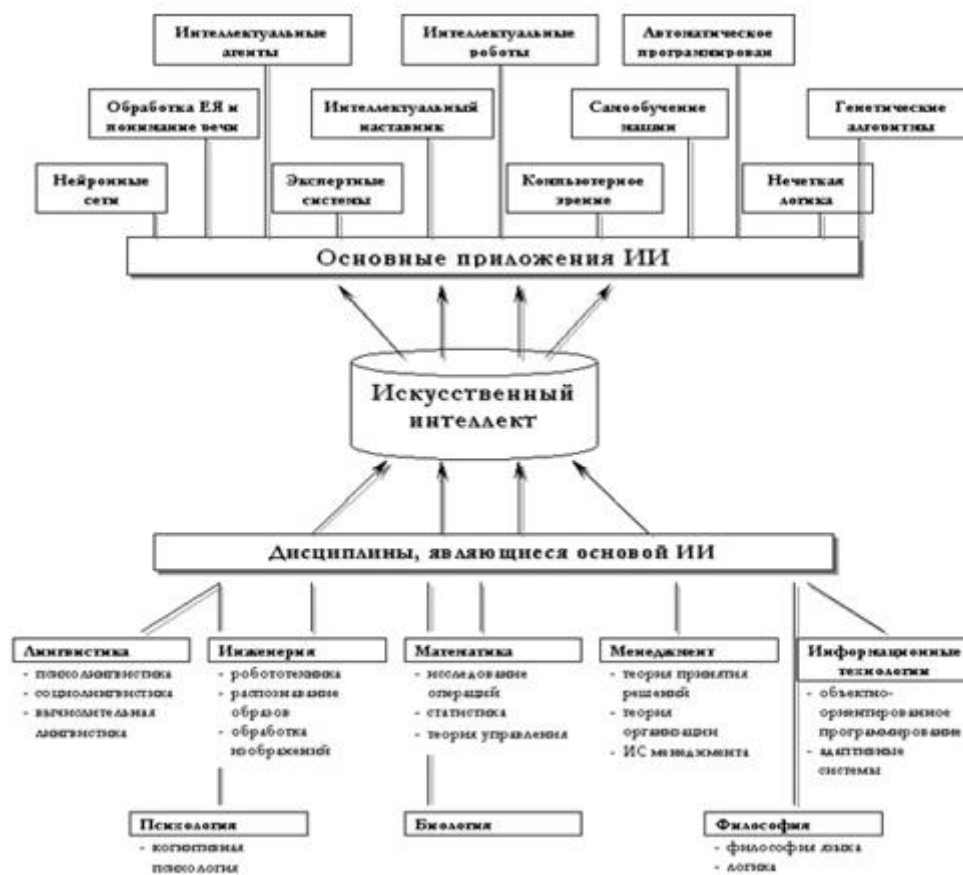 Интеллектуальные
агенты
Интеллектуальные
роботы
Автоматическое
программирован
Обработка ЕЯ и
понимание речи
Интеллектуальный
наставник
Самообучение
машин
Генетические
алгоритмы
Нейронные
сети
Экспертные
системы
Компьютерное
зрение
Нечеткая
логика
Основные приложения ИИ
Искусственный
интеллект
Дисциплины, являющиеся основой ИИ
Лингвистика
- психолингвистика
- социолингвистика
- вычислительная
лингвистика
Инженерия
- робототехника
- распознавание
образов
- обработка
изображений
Математика
- исследование
операций
- статистика
- теория управления
Менеджмент
- теория принятия
решений
- теория
организации
- ИС менеджмента
Информационные
технологии
- объектно-
ориентированное
программирование
- адаптивные
системы
Психология
- когнитивная
психология
Биология
Философия
- философия языка
- логика